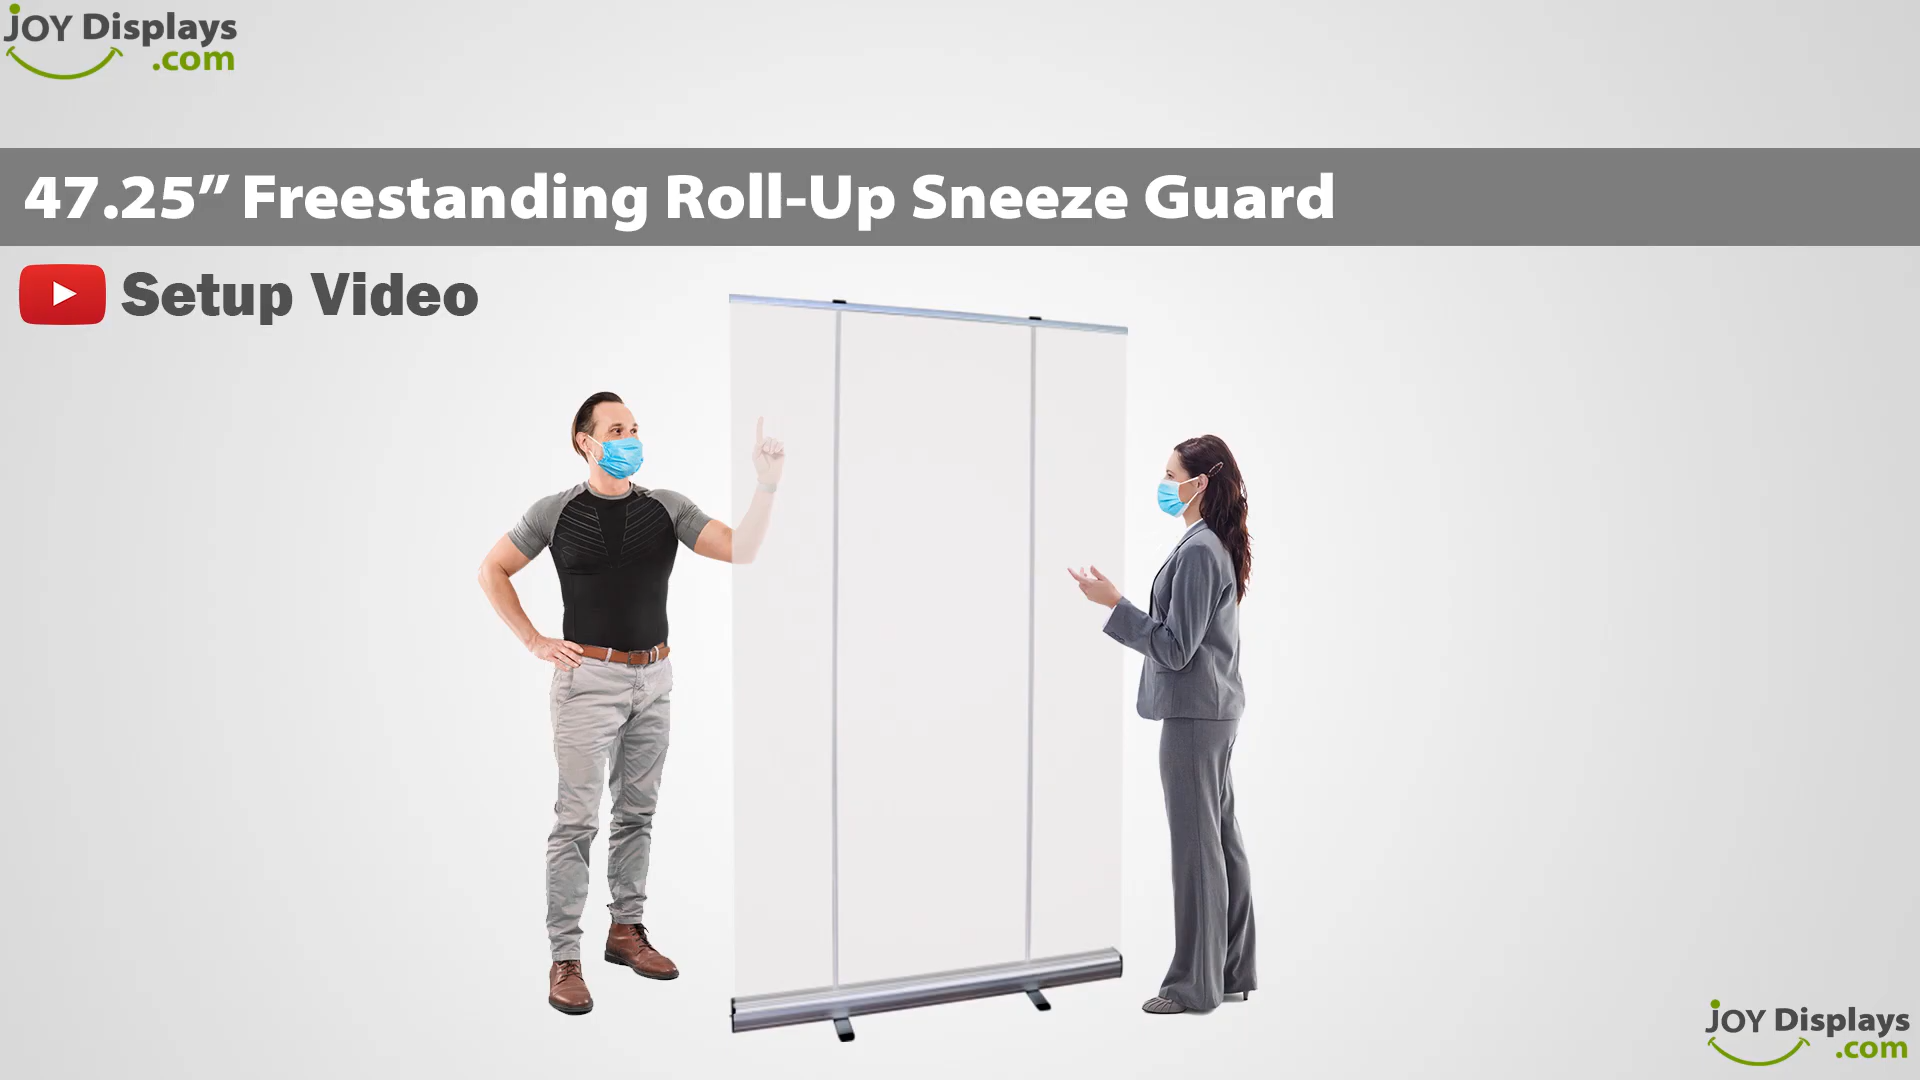 JOY Displays
.com
47.25” Freestanding Roll-Up Sneeze Guard
Setup Video
JOY Displays
.com